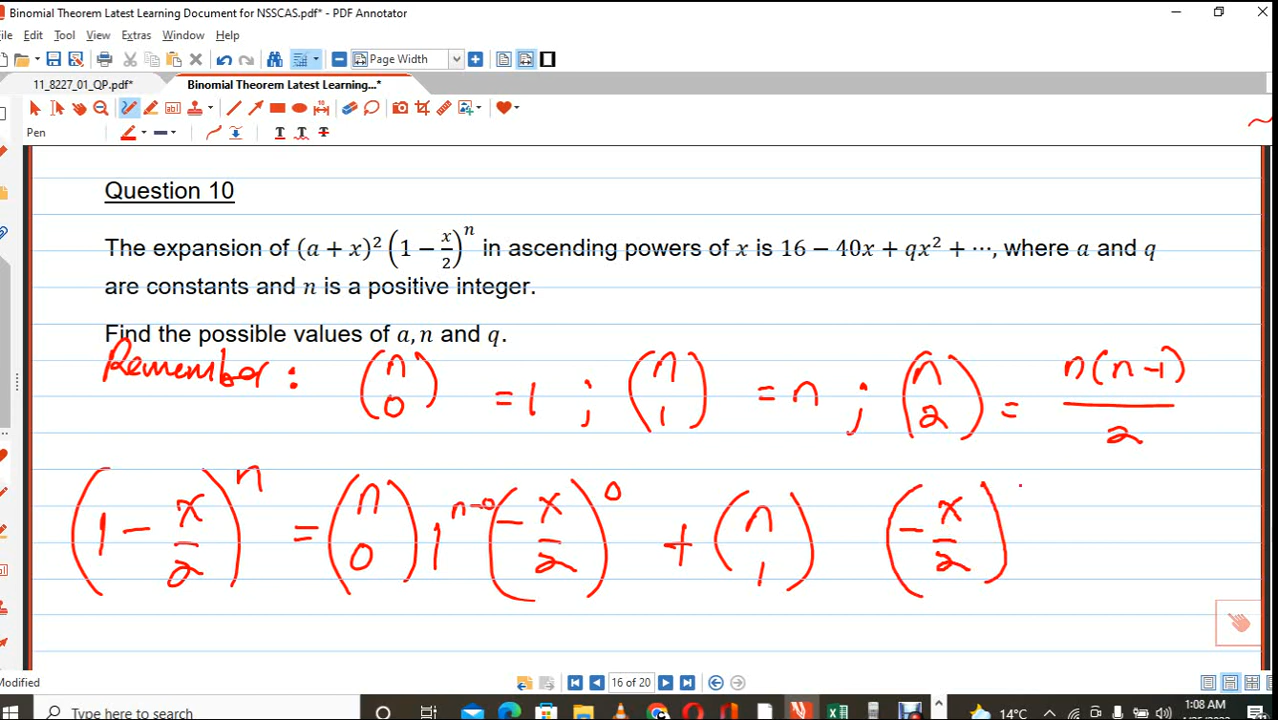 Binomial Theorem Latest Learning Document for NSSCAS.pdf* - PDF Annotator
Edit Tool View Extras Window Help
Page Width
11_8227_01_QP.pdf* Binomial Theorem Latest Learning...*
Pen
Question 10
The expansion of (a + x)² (1 − x/2)ⁿ in ascending powers of x is 16 − 40x + qx² + ⋯, where a and q
are constants and n is a positive integer.
Find the possible values of a, n and q.
Remember : (n 0) = 1 ; (n 1) = n ; (n 2) = n(n-1)/2
(1 - x/2)^n = (n 0) 1^(n-0) (-x/2)^0 + (n 1) (-x/2)
Modified 16 of 20
Type here to search 14°C 1:08 AM